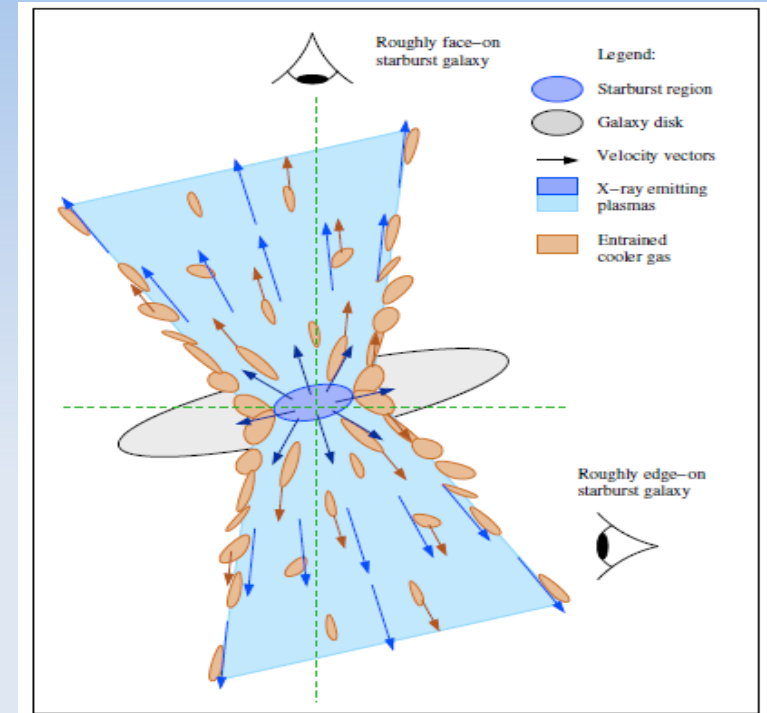 Roughly face–on
starburst galaxy
Legend:
Starburst region
Galaxy disk
Velocity vectors
X–ray emitting
plasmas
Entrained
cooler gas
Roughly edge–on
starburst galaxy